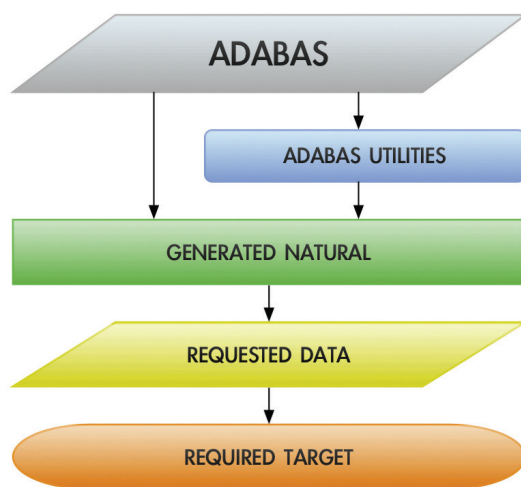 ADABAS
ADABAS UTILITIES
GENERATED NATURAL
REQUESTED DATA
REQUIRED TARGET